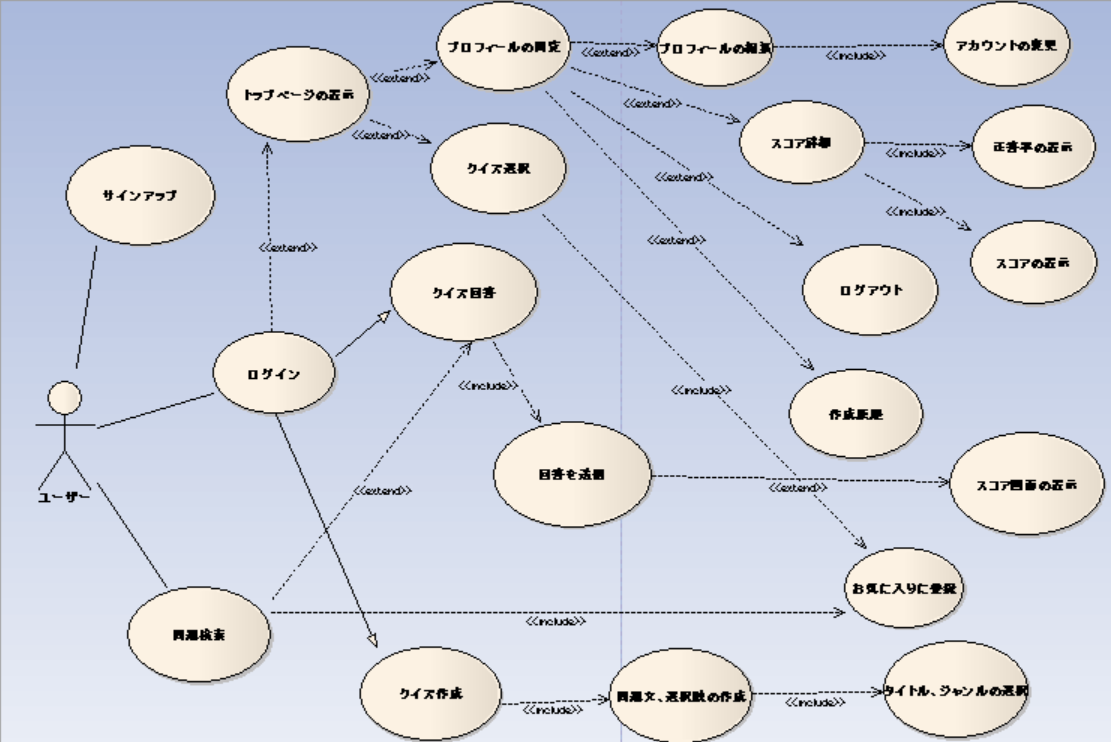 プロフィールの固定
<<extend>>
プロフィールの編集
<<include>>
アカウントの変更
トップページの表示
<<extend>>
<<extend>>
<<extend>>
スコア詳細
<<include>>
正答率の表示
クイズ選択
<<extend>>
サインアップ
<<include>>
<<extend>>
<<extend>>
スコアの表示
クイズ回答
ログアウト
ログイン
<<include>>
<<include>>
作成履歴
回答を送信
<<extend>>
<<extend>>
スコア画面の表示
ユーザー
お気に入りに登録
<<include>>
問題検索
クイズ作成
<<include>>
問題文、選択肢の作成
<<include>>
タイトル、ジャンルの選択